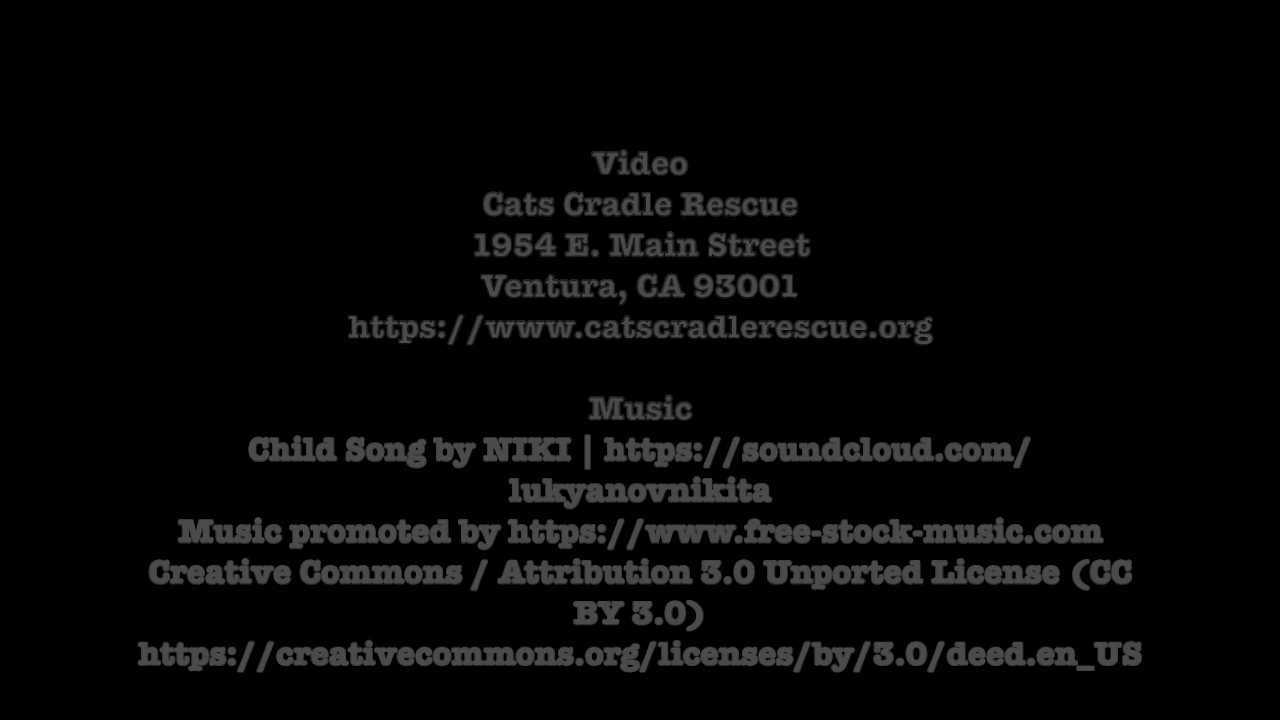 Video
Cats Cradle Rescue
1954 E. Main Street
Ventura, CA 93001
https://www.catscradlerescue.org
Music
Child Song by NIKI | https://soundcloud.com/
lukyanovnikita
Music promoted by https://www.free-stock-music.com
Creative Commons / Attribution 3.0 Unported License (CC
BY 3.0)
https://creativecommons.org/licenses/by/3.0/deed.en_US